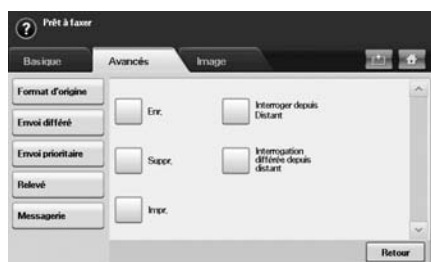 Prêt à faxer
Basique
Avancés
Image
Format d'origine
Envoi différé
Envoi prioritaire
Relevé
Messagerie
Enr.
Interroger depuis
Distant
Suppr.
Interrogation
différée depuis
distant
Impr.
Retour